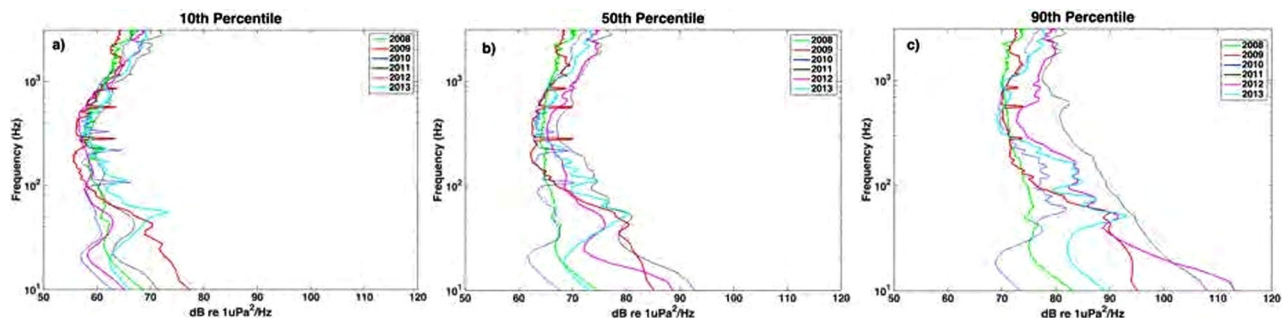 10th Percentile
a)
2008
2009
2010
2011
2012
2013
10³
10²
10¹
Frequency (Hz)
50 60 70 80 90 100 110 120
dB re 1uPa²/Hz
50th Percentile
b)
2008
2009
2010
2011
2012
2013
10³
10²
10¹
Frequency (Hz)
50 60 70 80 90 100 110 120
dB re 1uPa²/Hz
90th Percentile
c)
2008
2009
2010
2011
2012
2013
10³
10²
10¹
Frequency (Hz)
50 60 70 80 90 100 110 120
dB re 1uPa²/Hz